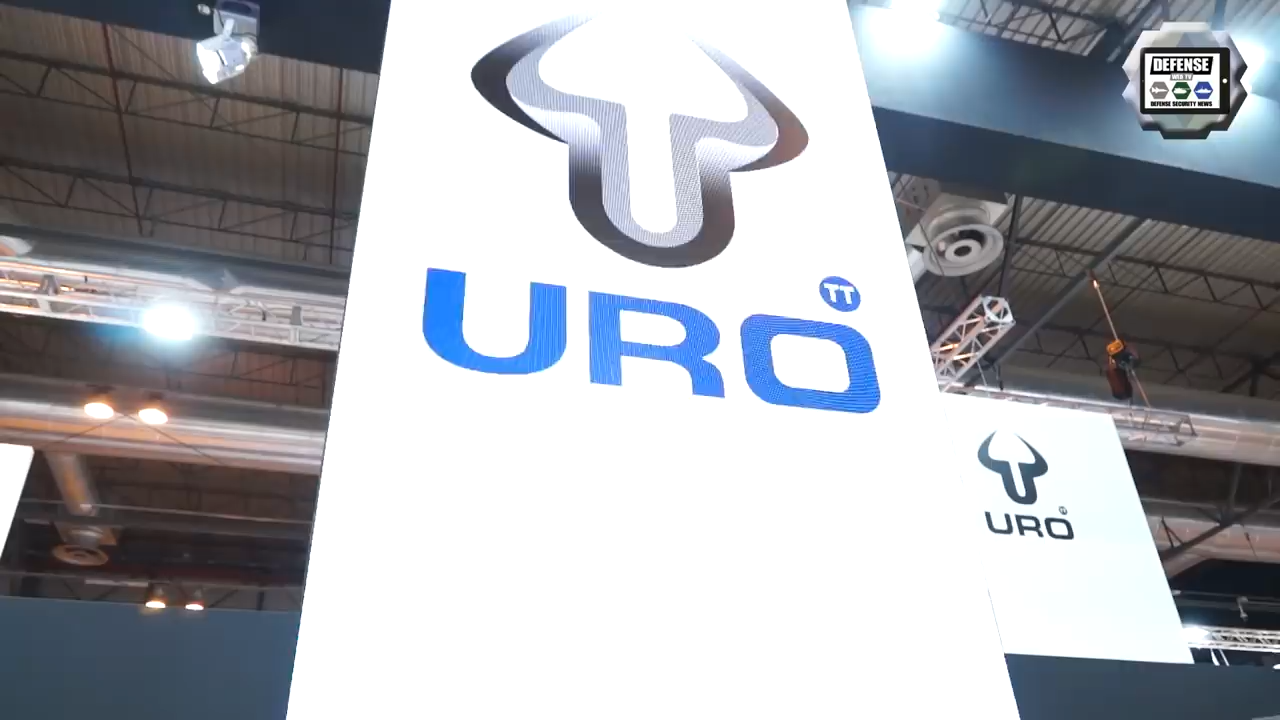 DEFENSE
WEB TV
DEFENSE SECURITY NEWS
TT
URO
URO